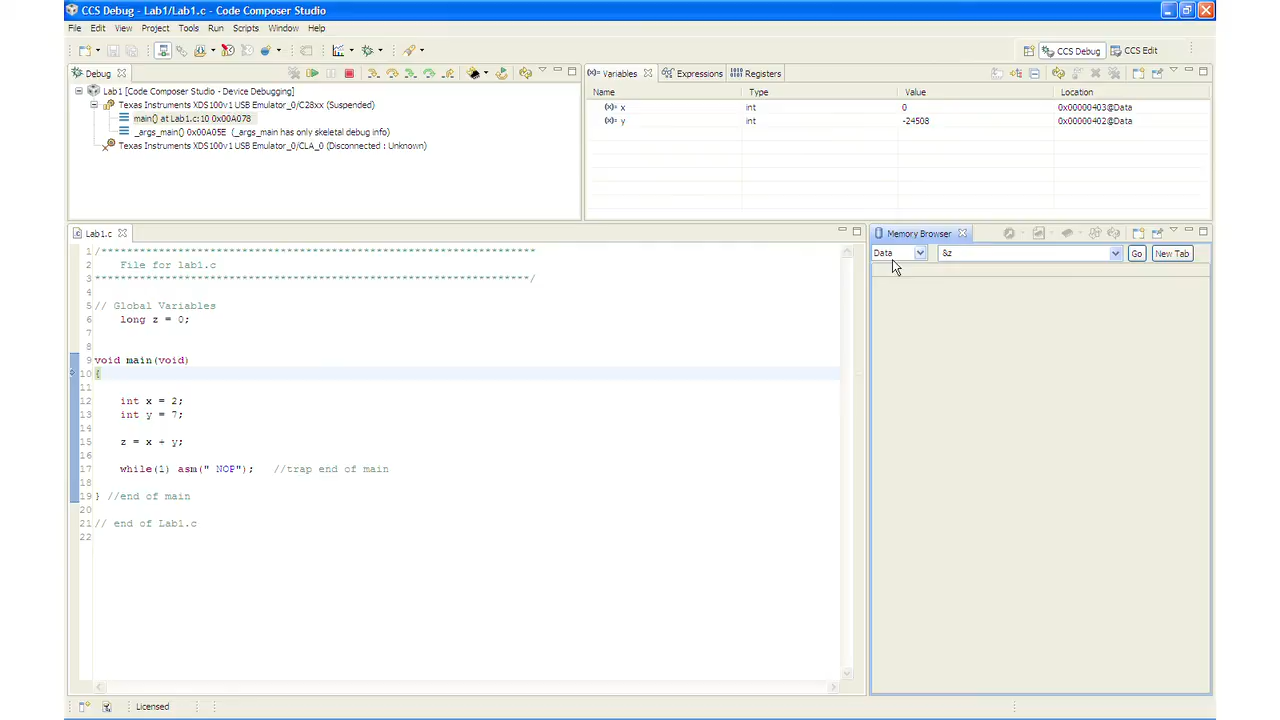 CCS Debug - Lab1/Lab1.c - Code Composer Studio
File Edit View Project Tools Run Scripts Window Help
CCS Debug CCS Edit
Debug
Lab1 [Code Composer Studio - Device Debugging]
Texas Instruments XDS100v1 USB Emulator_0/C28xx (Suspended)
main() at Lab1.c:10 0x00A078
_args_main() 0x00A05E (_args_main has only skeletal debug info)
Texas Instruments XDS100v1 USB Emulator_0/CLA_0 (Disconnected : Unknown)
(x)= Variables Expressions Registers
Name Type Value Location
(x)= x int 0 0x00000403@Data
(x)= y int -24508 0x00000402@Data
Lab1.c
1 /**********************************************************************
2 File for lab1.c
3 **********************************************************************/
4
5 // Global Variables
6 long z = 0;
7
8
9 void main(void)
10 {
11
12 int x = 2;
13 int y = 7;
14
15 z = x + y;
16
17 while(1) asm(" NOP"); //trap end of main
18
19 } //end of main
20
21 // end of Lab1.c
22
Memory Browser
Data &z Go New Tab
Licensed